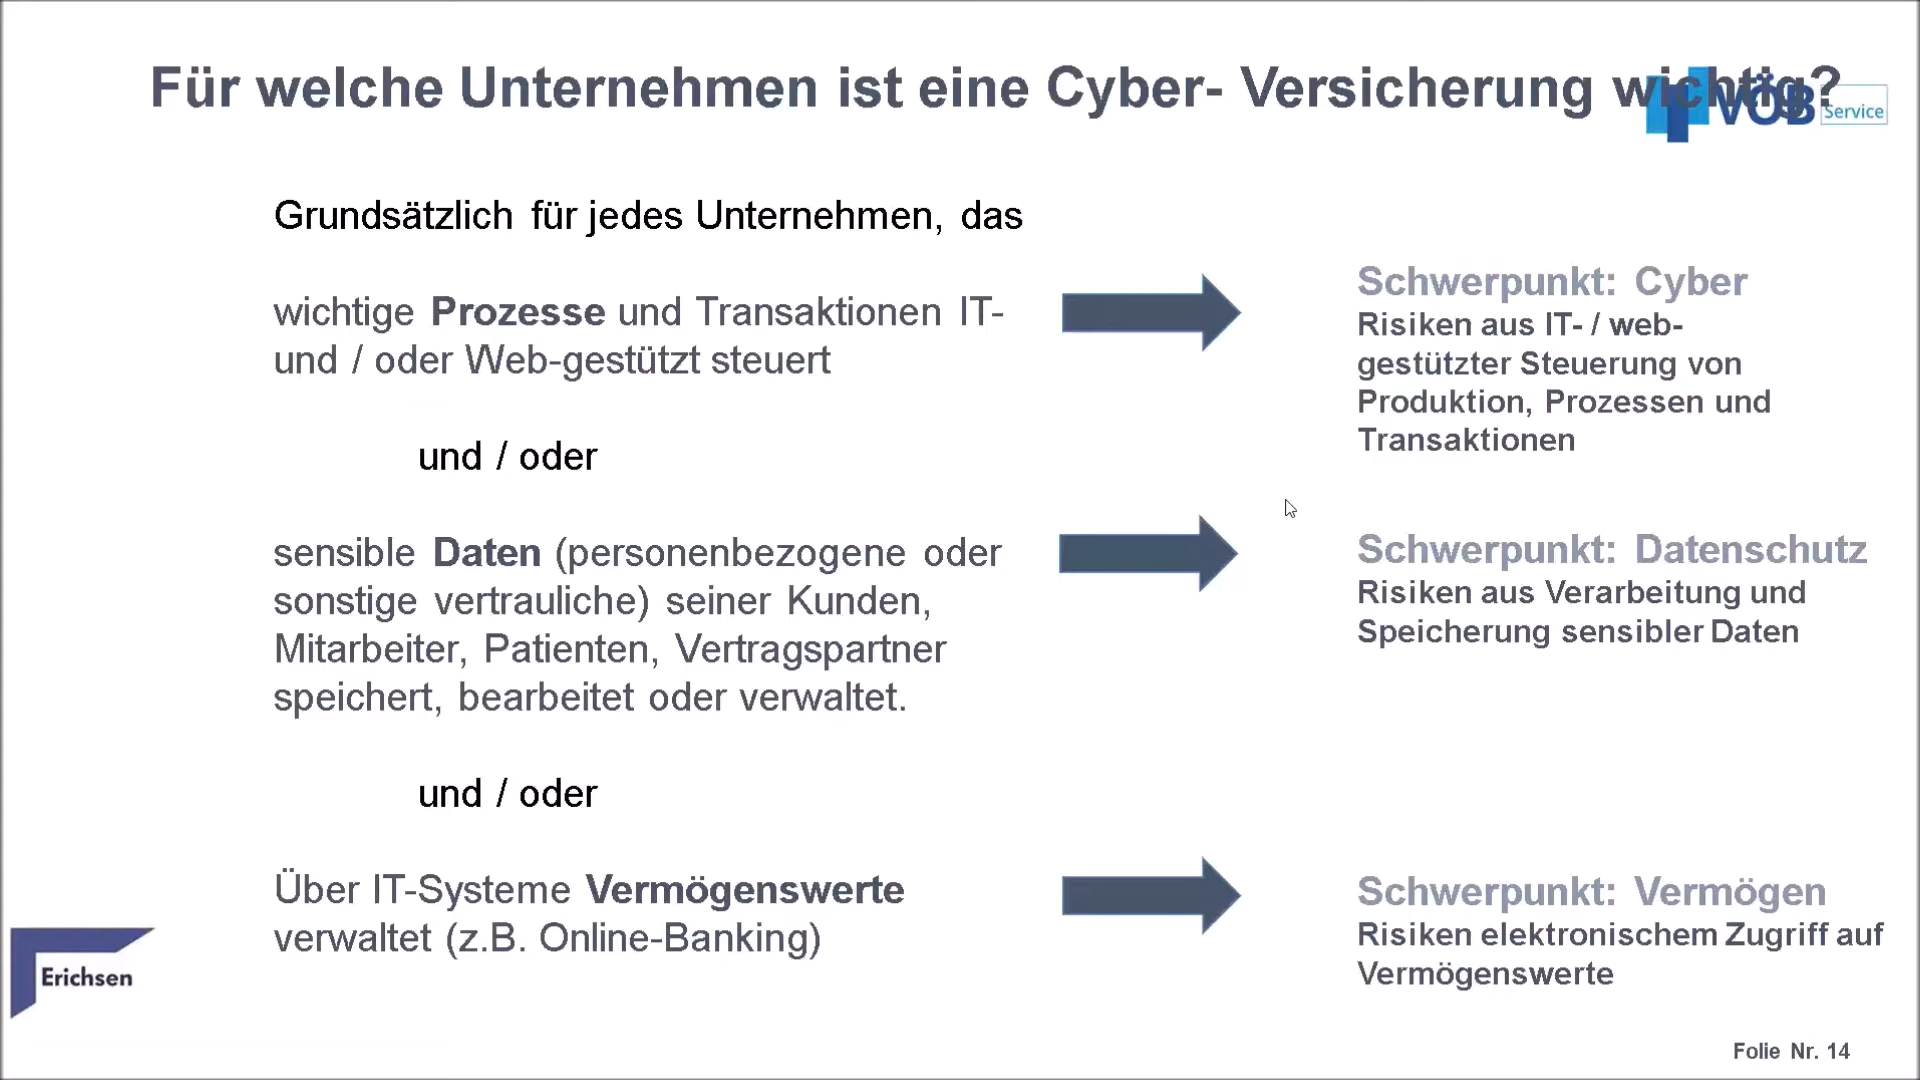 Für welche Unternehmen ist eine Cyber- Versicherung wichtig?
VÖB Service
Grundsätzlich für jedes Unternehmen, das
wichtige Prozesse und Transaktionen IT-
und / oder Web-gestützt steuert
Schwerpunkt: Cyber
Risiken aus IT- / web-
gestützter Steuerung von
Produktion, Prozessen und
Transaktionen
und / oder
sensible Daten (personenbezogene oder
sonstige vertrauliche) seiner Kunden,
Mitarbeiter, Patienten, Vertragspartner
speichert, bearbeitet oder verwaltet.
Schwerpunkt: Datenschutz
Risiken aus Verarbeitung und
Speicherung sensibler Daten
und / oder
Über IT-Systeme Vermögenswerte
verwaltet (z.B. Online-Banking)
Schwerpunkt: Vermögen
Risiken elektronischem Zugriff auf
Vermögenswerte
Erichsen
Folie Nr. 14